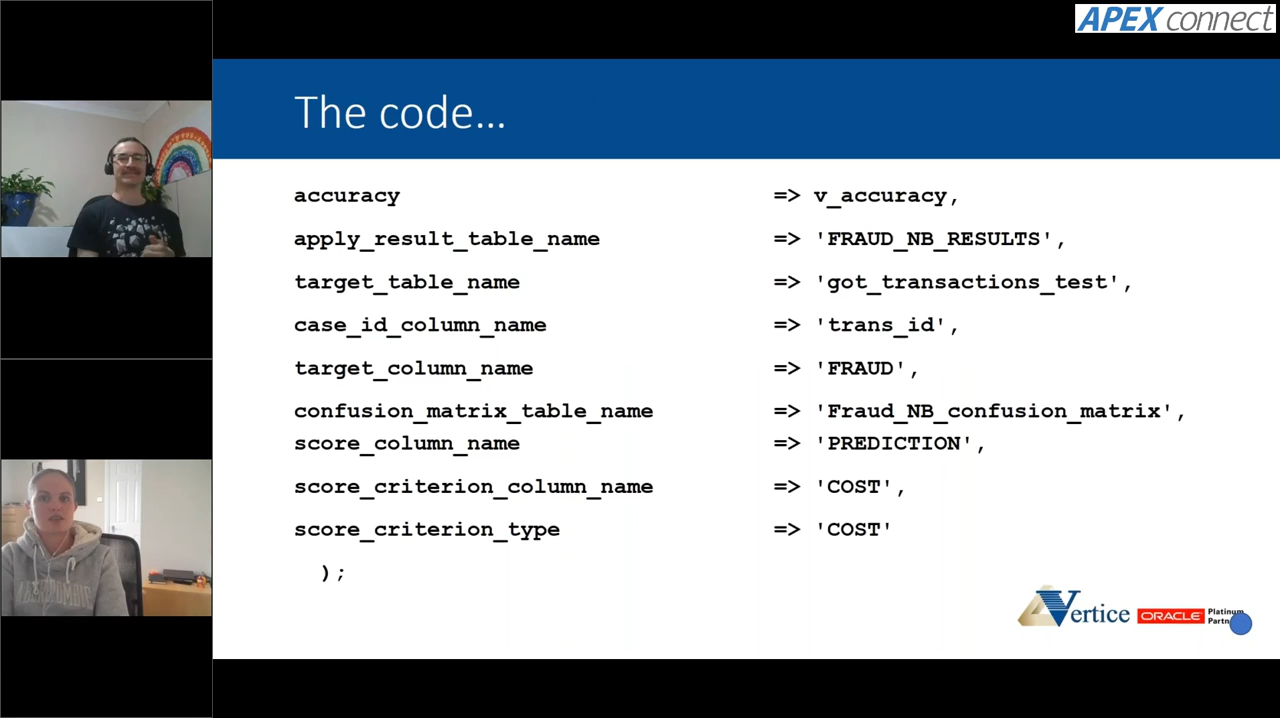 APEX connect
The code...
accuracy => v_accuracy,
apply_result_table_name => 'FRAUD_NB_RESULTS',
target_table_name => 'got_transactions_test',
case_id_column_name => 'trans_id',
target_column_name => 'FRAUD',
confusion_matrix_table_name => 'Fraud_NB_confusion_matrix',
score_column_name => 'PREDICTION',
score_criterion_column_name => 'COST',
score_criterion_type => 'COST'
);
Vertice ORACLE Platinum